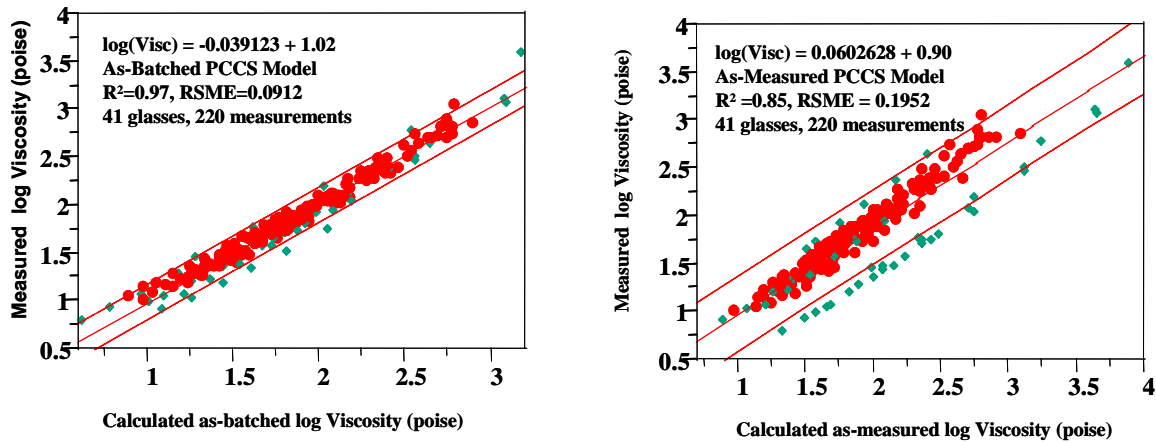 4
3.5
3
2.5
2
1.5
1
0.5
Measured log Viscosity (poise)
log(Visc) = -0.039123 + 1.02
As-Batched PCCS Model
R²=0.97, RSME=0.0912
41 glasses, 220 measurements
1 1.5 2 2.5 3
Calculated as-batched log Viscosity (poise)
4
3.5
3
2.5
2
1.5
1
0.5
Measured log Viscosity (poise)
log(Visc) = 0.0602628 + 0.90
As-Measured PCCS Model
R² =0.85, RSME = 0.1952
41 glasses, 220 measurements
1 1.5 2 2.5 3 3.5 4
Calculated as-measured log Viscosity (poise)